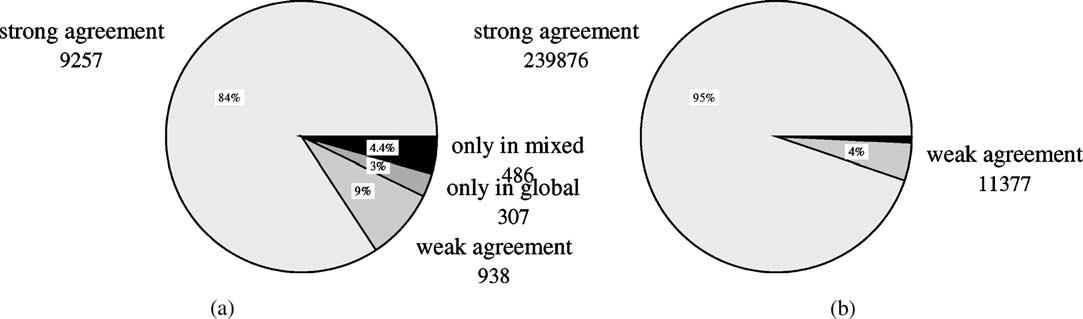 strong agreement
9257
84%
4.4%
3%
9%
only in mixed
486
only in global
307
weak agreement
938
(a)
strong agreement
239876
95%
4%
weak agreement
11377
(b)